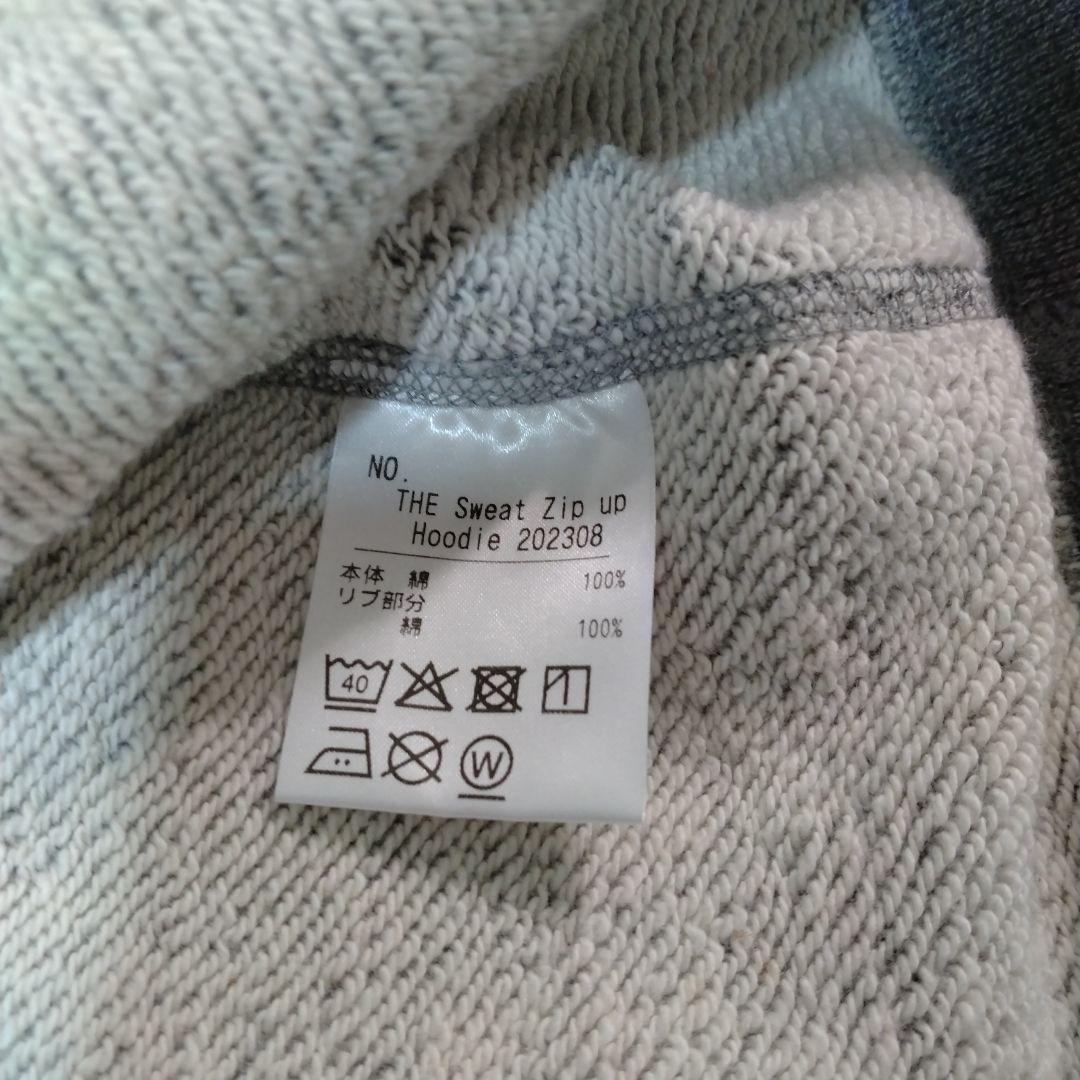 NO.
THE Sweat Zip up
Hoodie 202308
本体 綿 100%
リブ部分
綿 100%
40
W